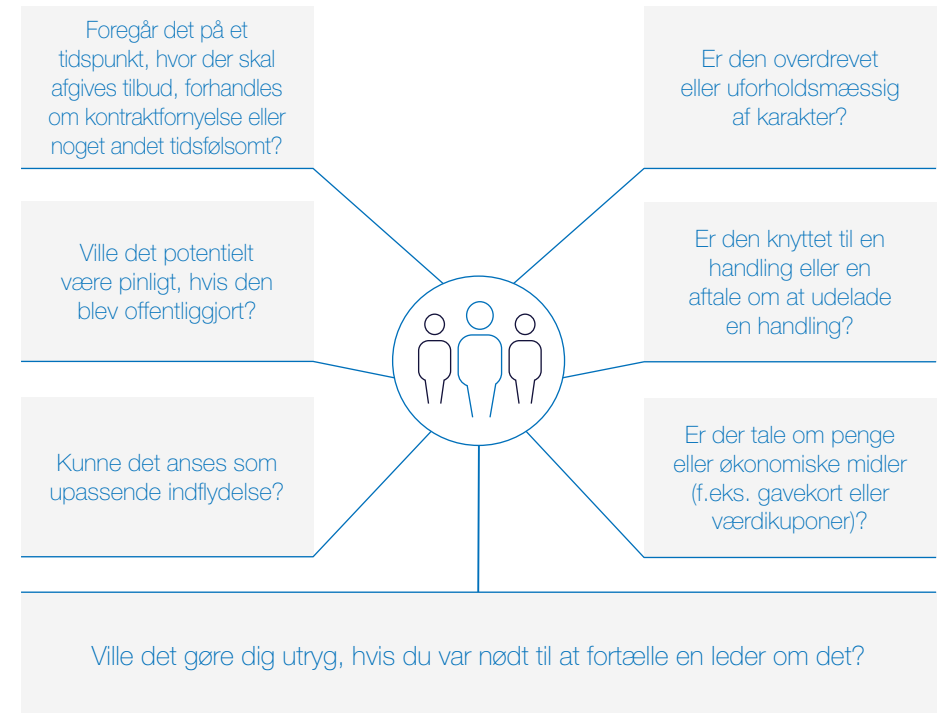 Foregår det på et
tidspunkt, hvor der skal
afgives tilbud, forhandles
om kontraktfornyelse eller
noget andet tidsfølsomt?
Er den overdrevet
eller uforholdsmæssig
af karakter?
Ville det potentielt
være pinligt, hvis den
blev offentliggjort?
Er den knyttet til en
handling eller en
aftale om at udelade
en handling?
Kunne det anses som
upassende indflydelse?
Er der tale om penge
eller økonomiske midler
(f.eks. gavekort eller
værdikuponer)?
Ville det gøre dig utryg, hvis du var nødt til at fortælle en leder om det?